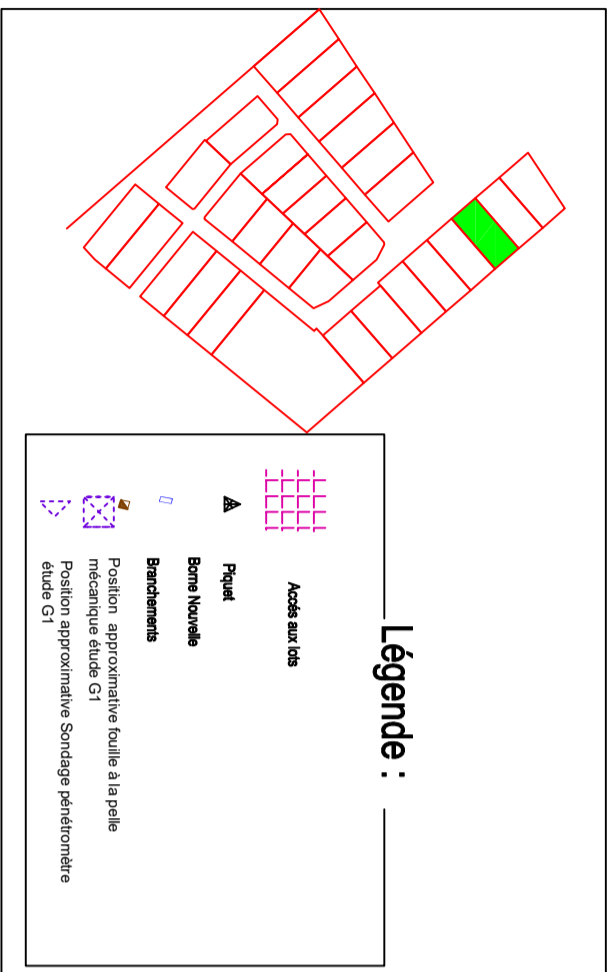 Légende :
Accés aux lots
Piquet
Borne Nouvelle
Branchements
Position approximative fouille à la pelle
mécanique étude G1
Position approximative Sondage pénétromètre
étude G1